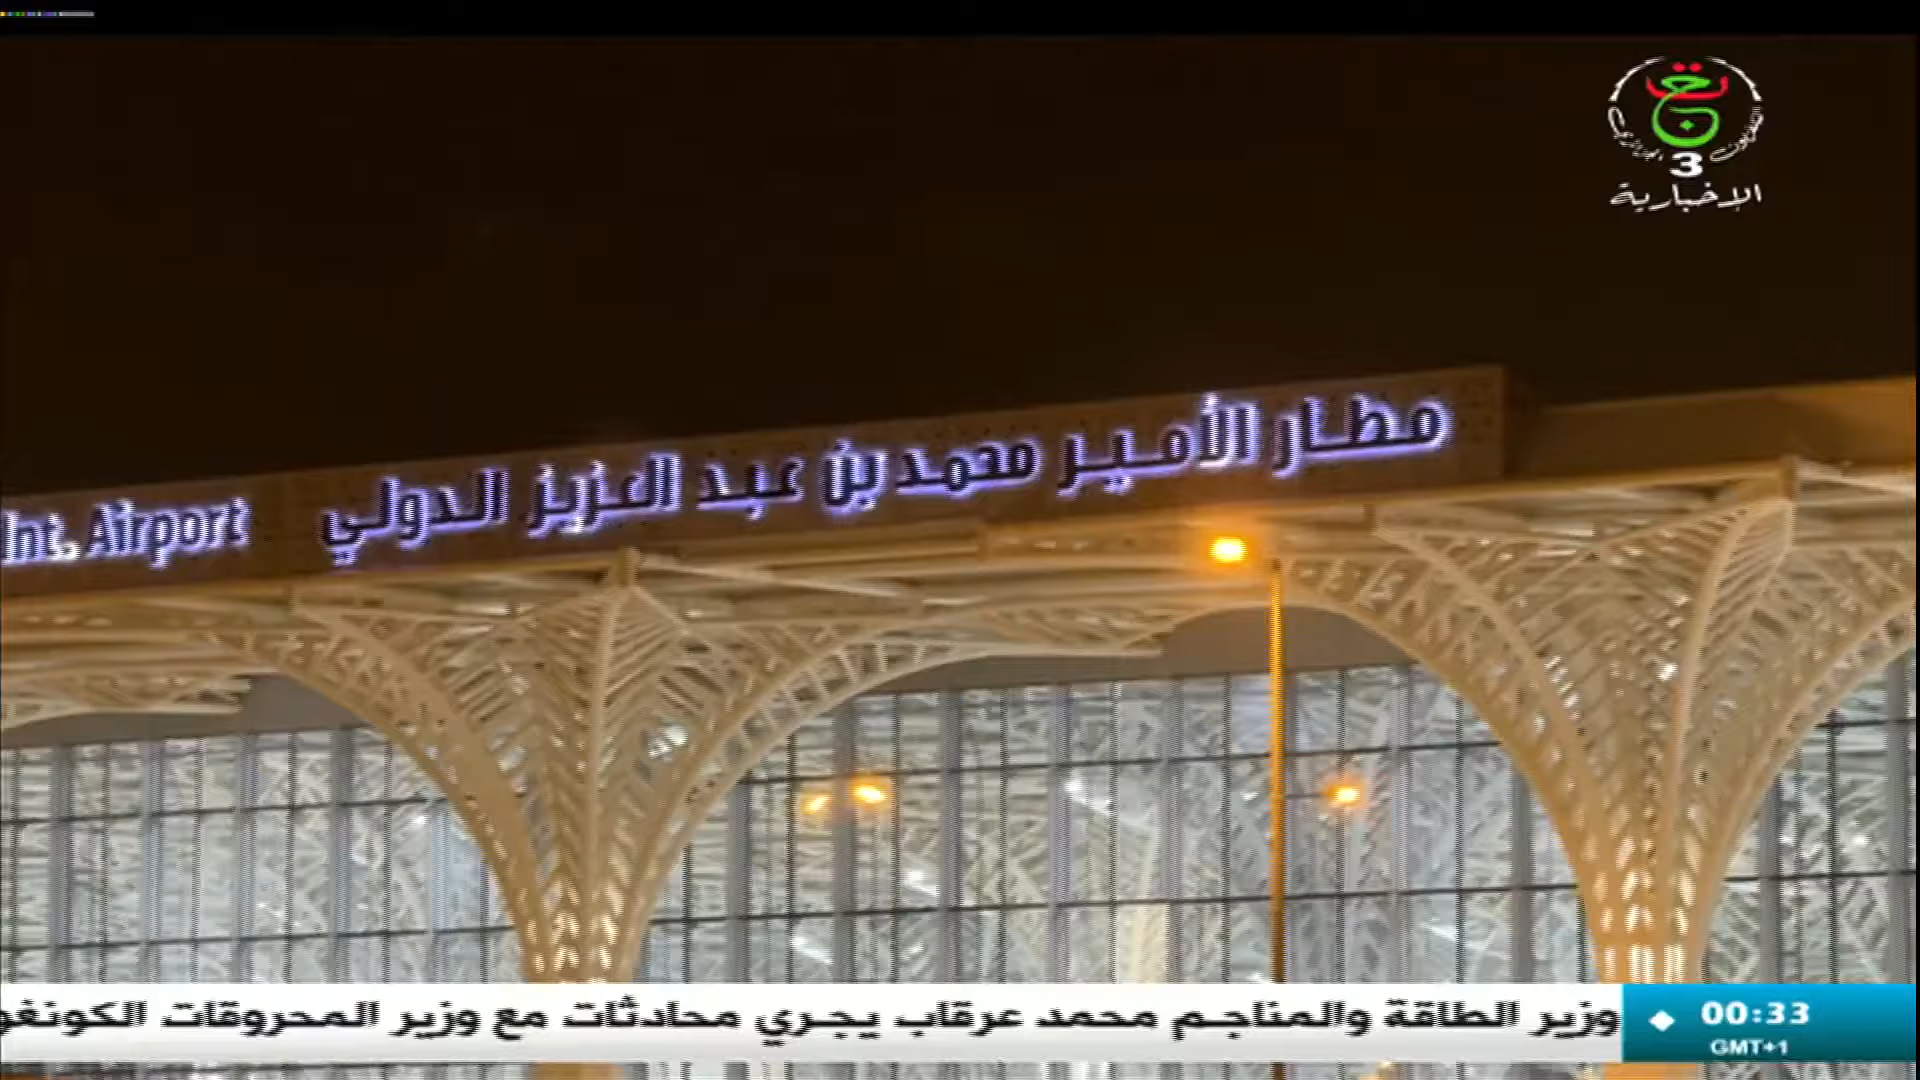 3
الإخبارية
مطار الأمير محمد بن عبد العزيز الدولي
Int. Airport
وزير الطاقة والمناجم محمد عرقاب يجري محادثات مع وزير المحروقات
00:33
GMT+1